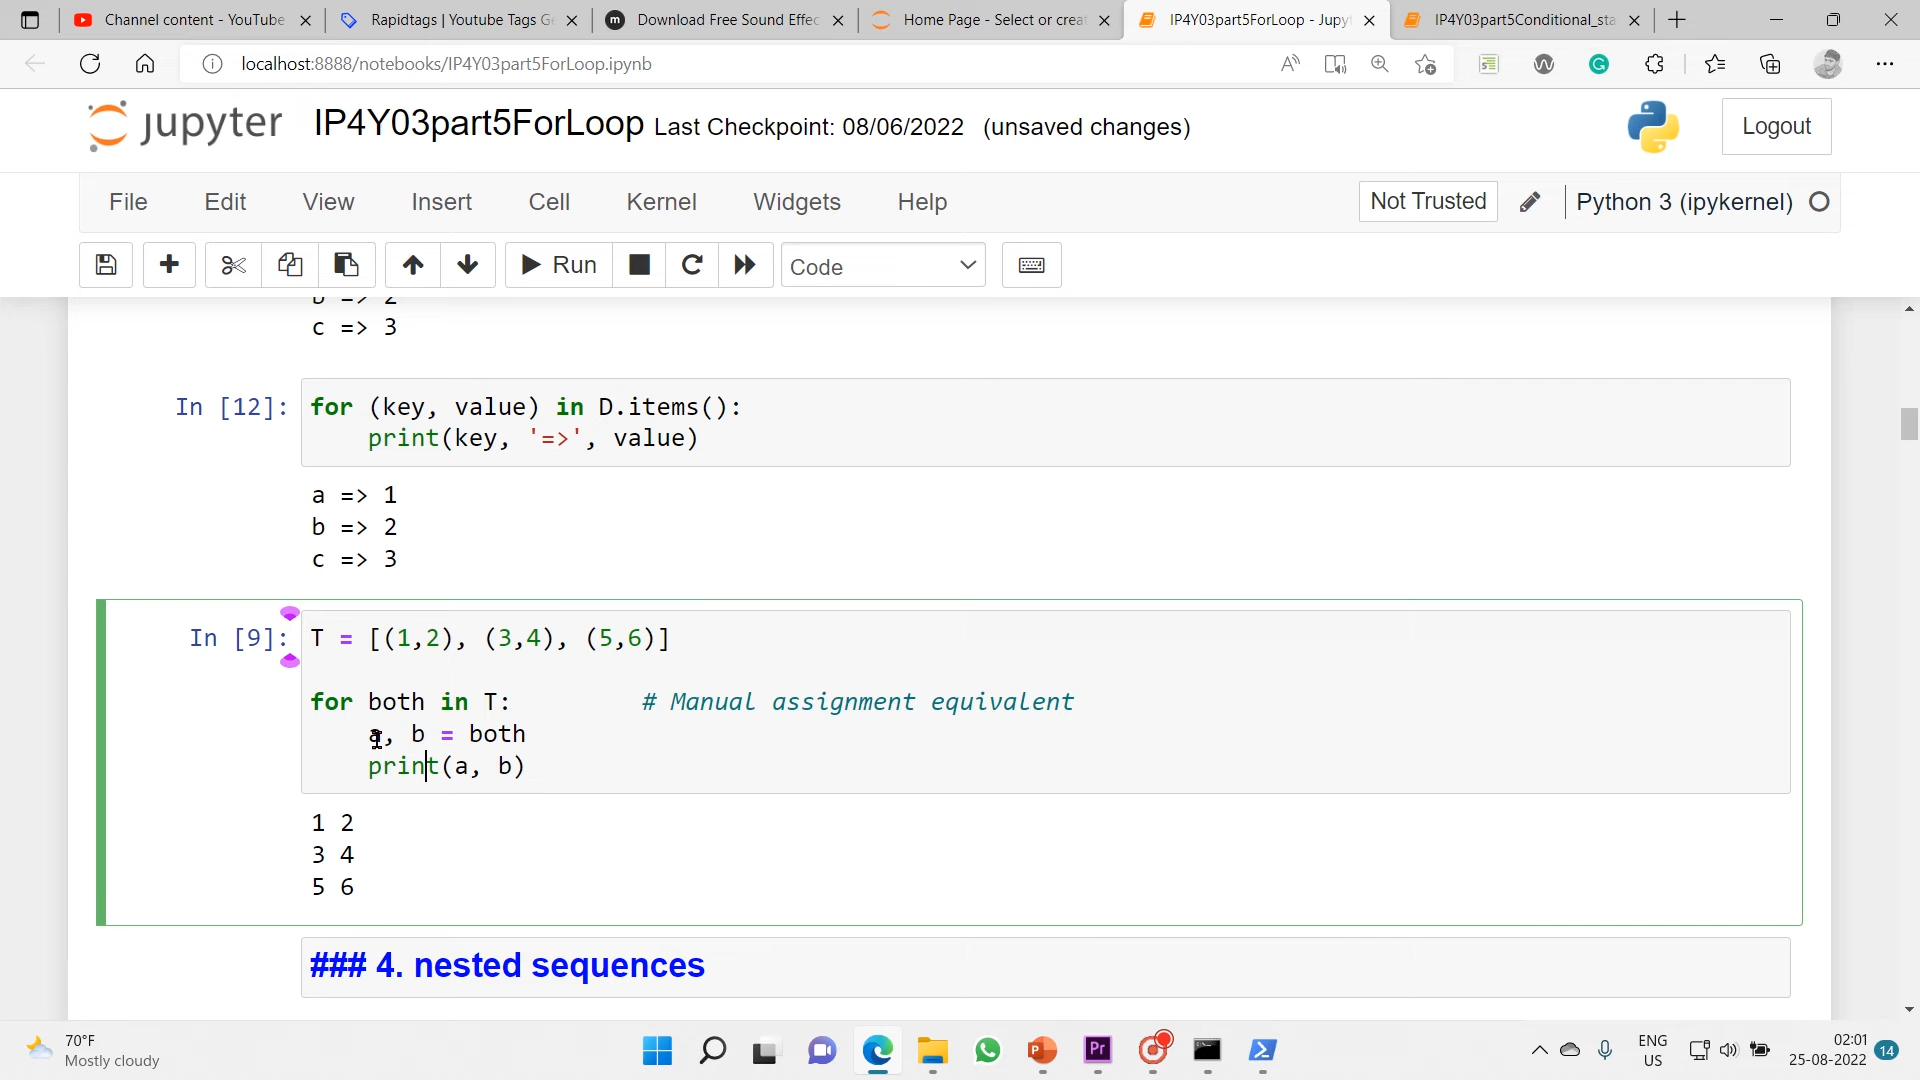 Channel content - YouTube
Rapidtags | Youtube Tags Ge
Download Free Sound Effec
Home Page - Select or creat
IP4Y03part5ForLoop - Jupy
IP4Y03part5Conditional_sta
localhost:8888/notebooks/IP4Y03part5ForLoop.ipynb
jupyter IP4Y03part5ForLoop Last Checkpoint: 08/06/2022 (unsaved changes)
Logout
File Edit View Insert Cell Kernel Widgets Help
Not Trusted
Python 3 (ipykernel)
Run
Code
c => 3
In [12]: for (key, value) in D.items():
print(key, '=>', value)
a => 1
b => 2
c => 3
In [9]: T = [(1,2), (3,4), (5,6)]
for both in T: # Manual assignment equivalent
a, b = both
print(a, b)
1 2
3 4
5 6
### 4. nested sequences
70°F
Mostly cloudy
Pr
ENG
US
02:01
25-08-2022
14